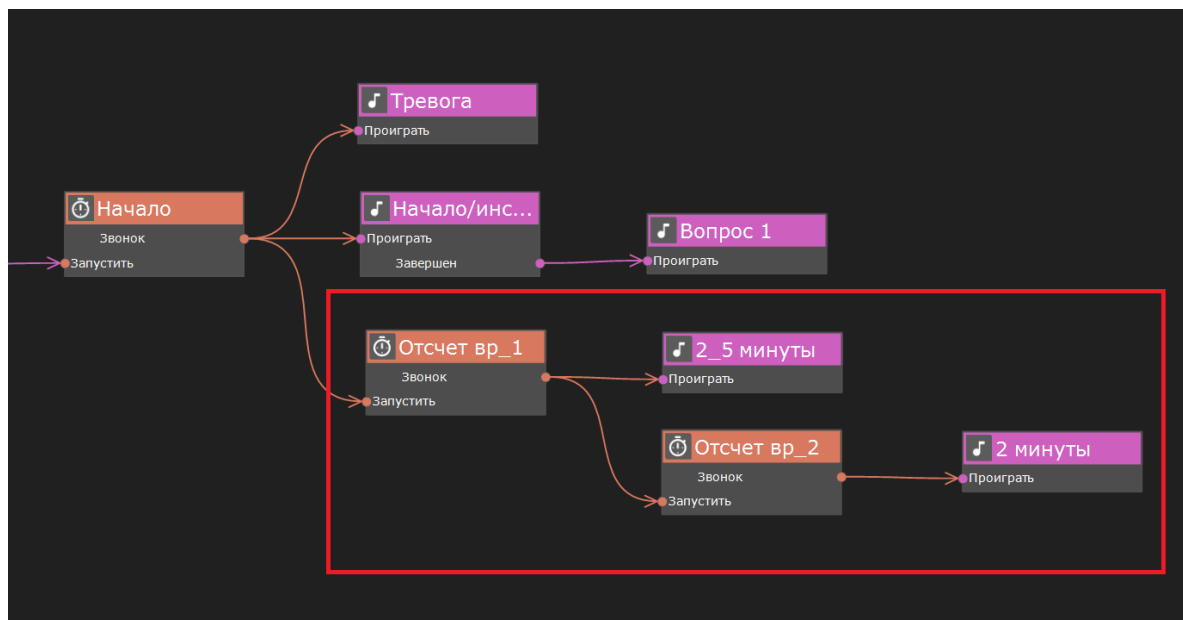 Тревога
Проиграть
Начало
Звонок
Запустить
Начало/инс...
Проиграть
Завершен
Вопрос 1
Проиграть
Отсчет вр_1
Звонок
Запустить
2_5 минуты
Проиграть
Отсчет вр_2
Звонок
Запустить
2 минуты
Проиграть